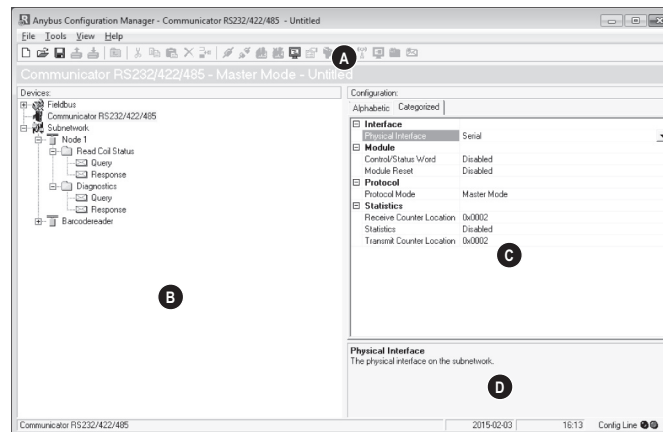 Anybus Configuration Manager - Communicator RS232/422/485 - Untitled
File Tools View Help
A
Communicator RS232/422/485 - Master Mode - Untitled
Devices:
Fieldbus
Communicator RS232/422/485
Subnetwork
Node 1
Read Coil Status
Query
Response
Diagnostics
Query
Response
Barcodereader
B
Configuration:
Alphabetic Categorized
Interface
Physical Interface Serial
Module
Control/Status Word Disabled
Module Reset Disabled
Protocol
Protocol Mode Master Mode
Statistics
Receive Counter Location 0x0002
Statistics Disabled
Transmit Counter Location 0x0002
C
Physical Interface
The physical interface on the subnetwork.
D
Communicator RS232/422/485 2015-02-03 16:13 Config Line